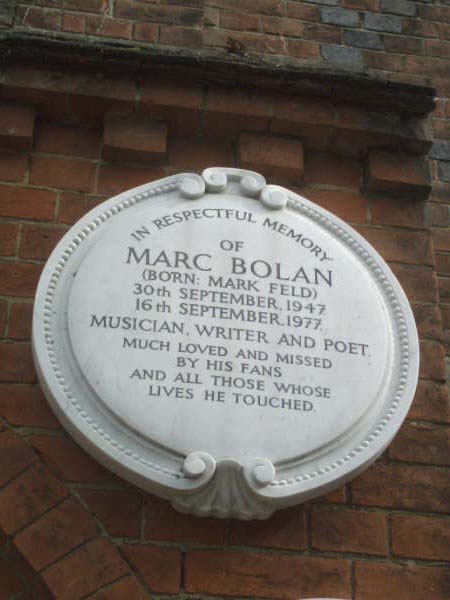 IN RESPECTFUL MEMORY
OF
MARC BOLAN
(BORN: MARK FELD)
30th SEPTEMBER, 1947.
16th SEPTEMBER, 1977.
MUSICIAN, WRITER AND POET.
MUCH LOVED AND MISSED
BY HIS FANS
AND ALL THOSE WHOSE
LIVES HE TOUCHED.